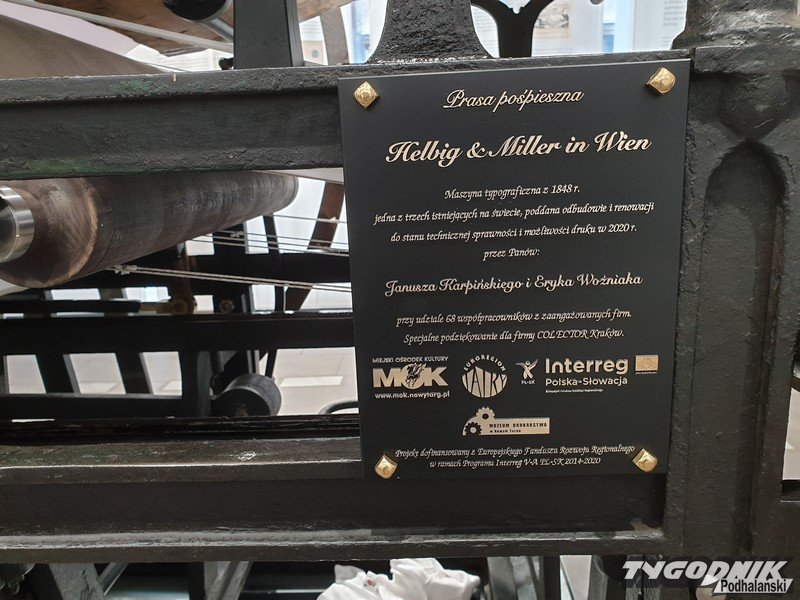 Prasa pośpieszna
Helbig & Miller in Wien
Maszyna typograficzna z 1848 r.
jedna z trzech istniejących na świecie, poddana odbudowie i renowacji
do stanu technicznej sprawności i możliwości druku w 2020 r.
przez Panów:
Janusza Karpińskiego i Eryka Woźniaka
przy udziale 68 współpracowników z zaangażowanych firm.
Specjalne podziękowanie dla firmy COLECTOR Kraków.
MIEJSKI OŚRODEK KULTURY
MOK
www.mok.nowytarg.pl
EUROREGION
TATRY
PL-SK
Interreg
Polska-Słowacja
MUZEUM DRUKARSTWA
w Nowym Targu
Projekt dofinansowany z Europejskiego Funduszu Rozwoju Regionalnego
w ramach Programu Interreg V-A PL-SK 2014-2020
TYGODNIK
Podhalański